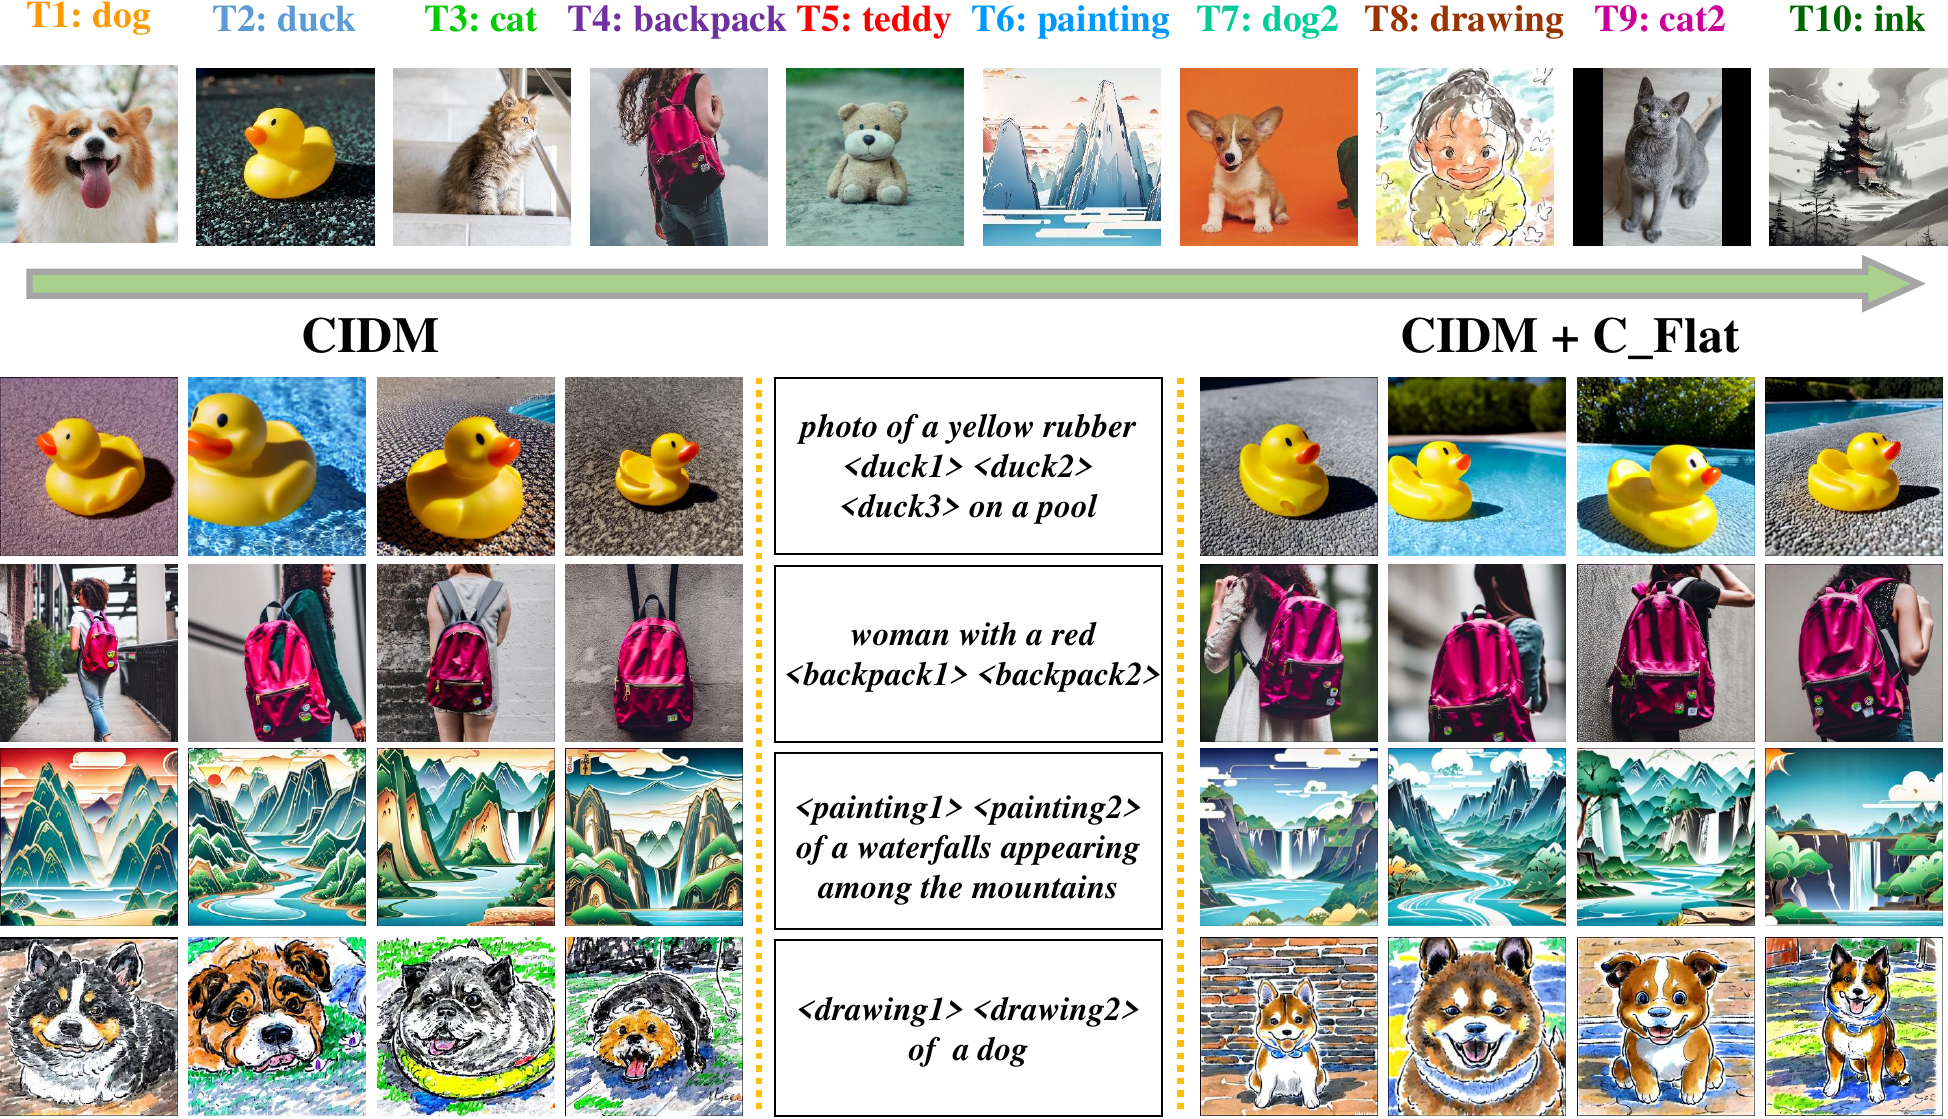 T1: dog T2: duck T3: cat T4: backpack T5: teddy T6: painting T7: dog2 T8: drawing T9: cat2 T10: ink
CIDM
CIDM + C_Flat
photo of a yellow rubber
<duck1> <duck2>
<duck3> on a pool
woman with a red
<backpack1> <backpack2>
<painting1> <painting2>
of a waterfalls appearing
among the mountains
<drawing1> <drawing2>
of a dog